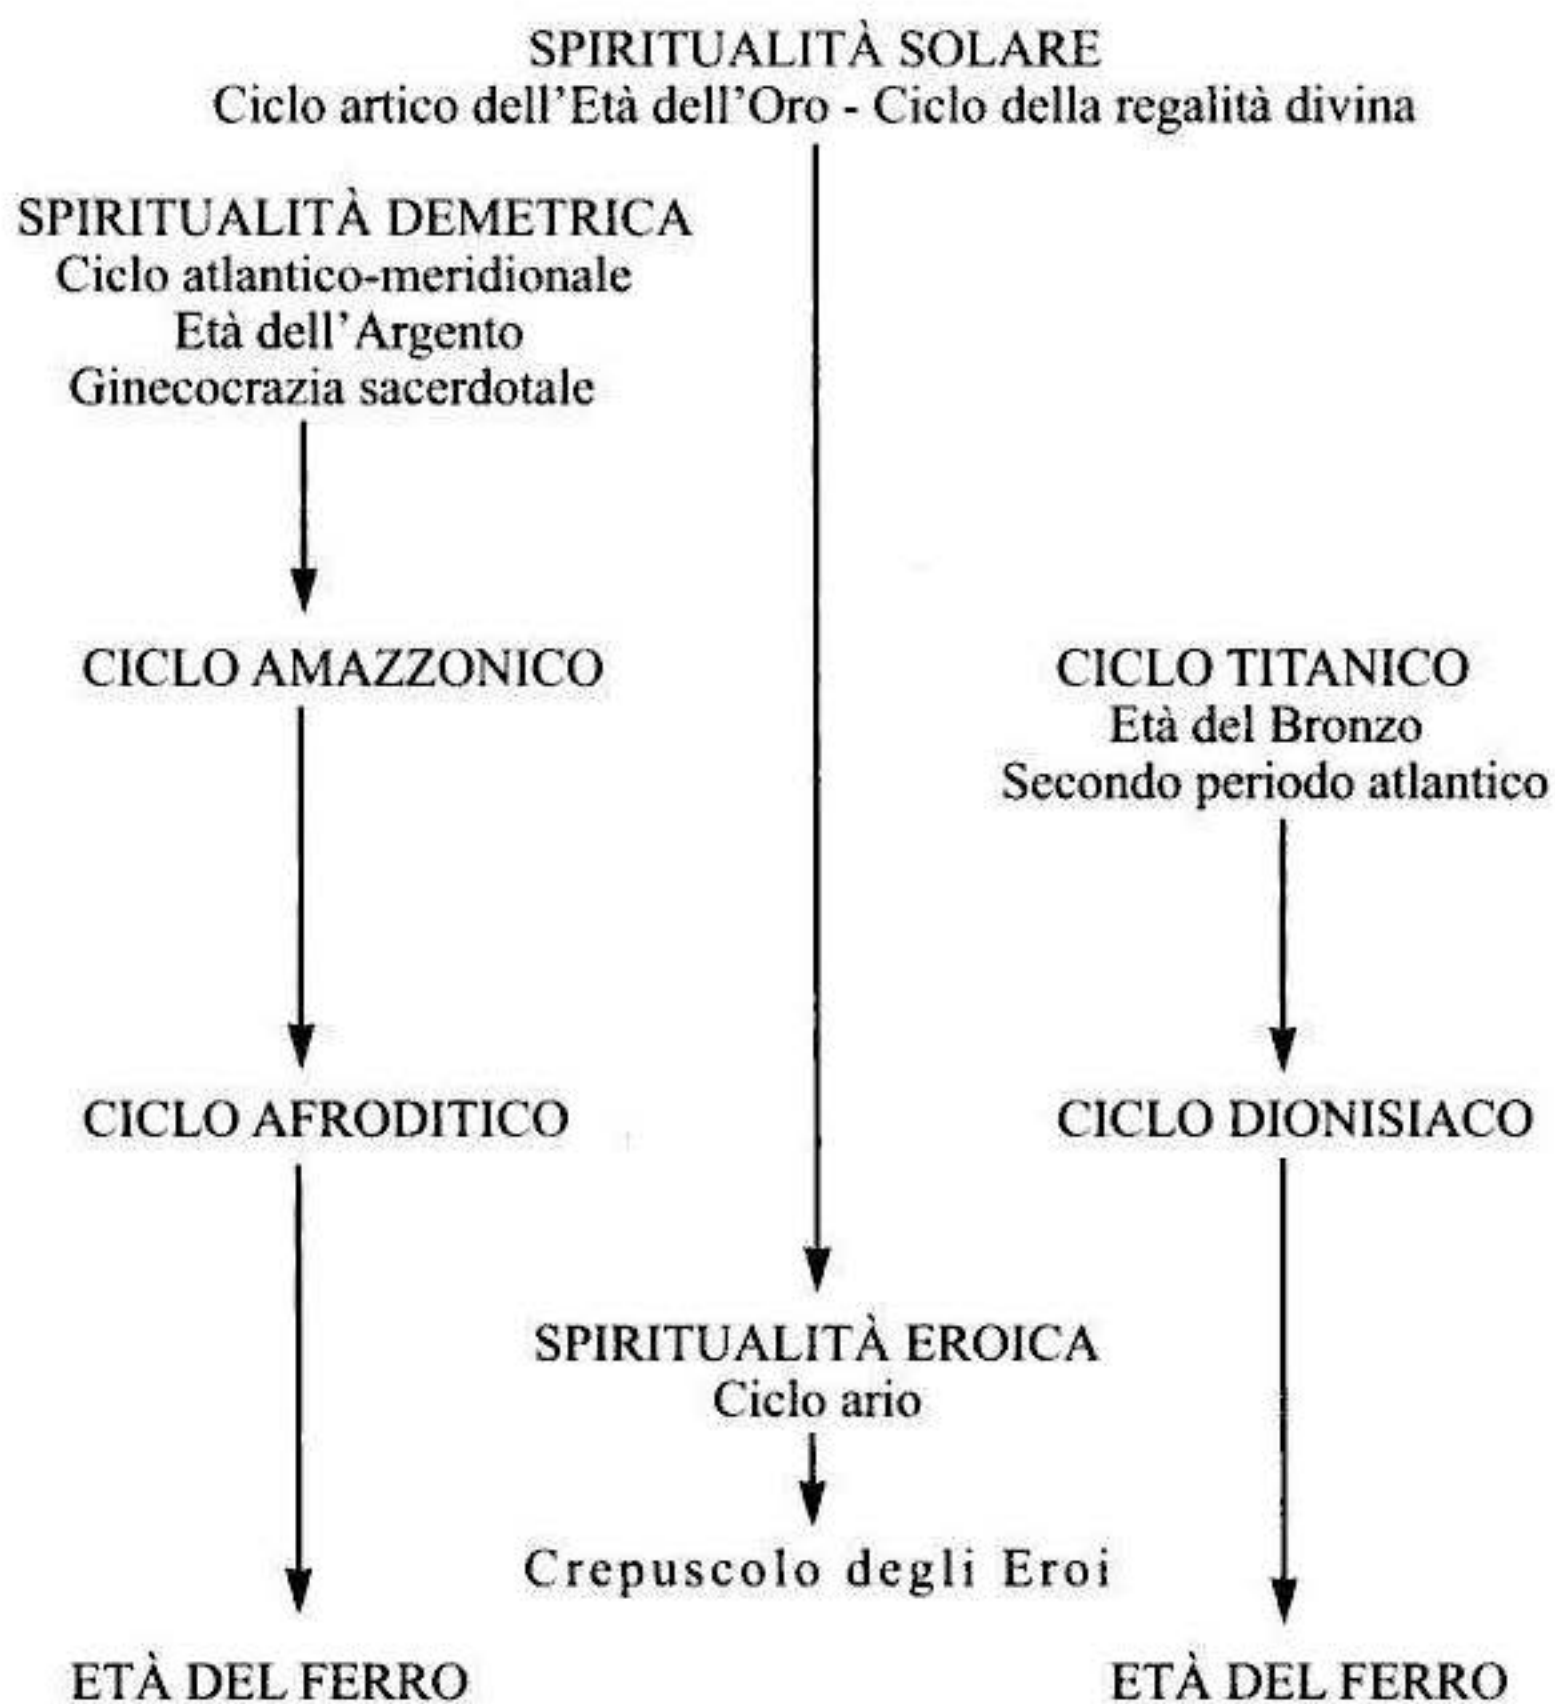 SPIRITUALITÀ SOLARE
Ciclo artico dell'Età dell'Oro - Ciclo della regalità divina
SPIRITUALITÀ DEMETRICA
Ciclo atlantico-meridionale
Età dell'Argento
Ginecocrazia sacerdotale
CICLO AMAZZONICO
CICLO TITANICO
Età del Bronzo
Secondo periodo atlantico
CICLO AFRODITICO
CICLO DIONISIACO
SPIRITUALITÀ EROICA
Ciclo ario
Crepuscolo degli Eroi
ETÀ DEL FERRO
ETÀ DEL FERRO